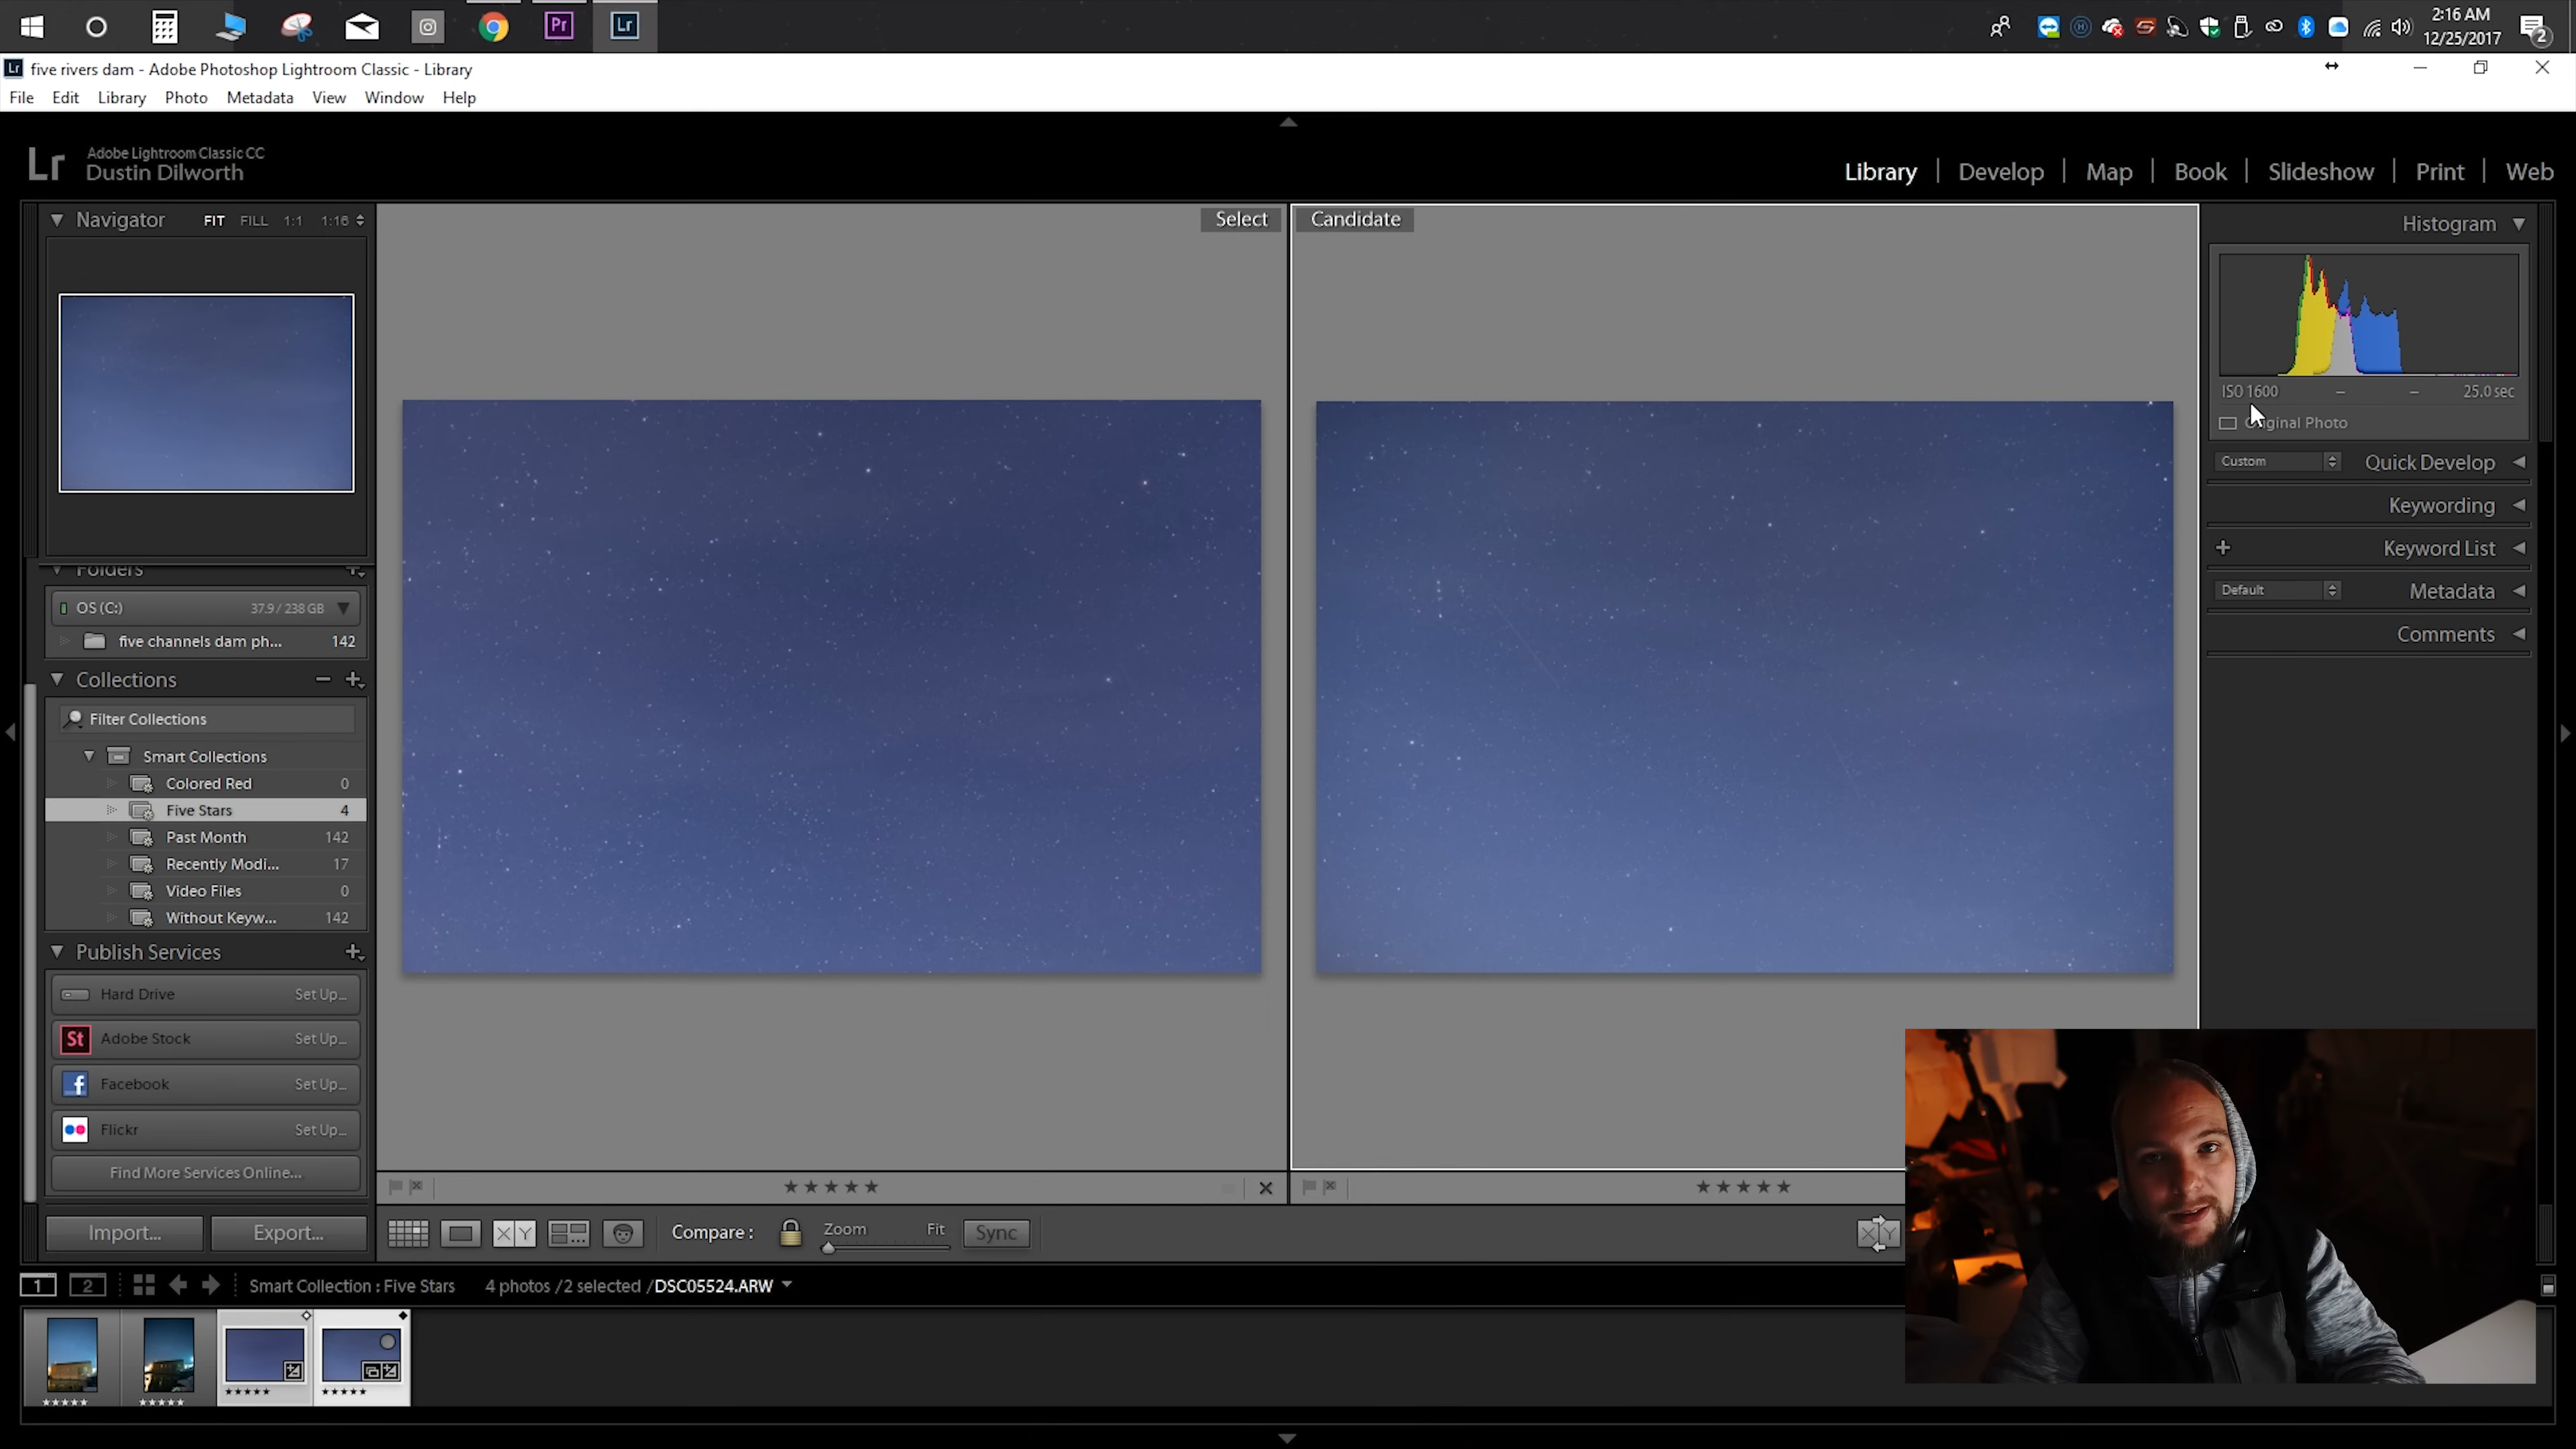 Pr
Lr
2:16 AM
12/25/2017
2
Lr five rivers dam - Adobe Photoshop Lightroom Classic - Library
File Edit Library Photo Metadata View Window Help
Lr
Adobe Lightroom Classic CC
Dustin Dilworth
Library | Develop | Map | Book | Slideshow | Print | Web
Navigator FIT FILL 1:1 1:16
Folders
OS (C:) 37.9 / 238 GB
five channels dam ph... 142
Collections
Filter Collections
Smart Collections
Colored Red 0
Five Stars 4
Past Month 142
Recently Modi... 17
Video Files 0
Without Keyw... 142
Publish Services
Hard Drive Set Up...
St Adobe Stock Set Up...
f Facebook Set Up...
Flickr Set Up...
Find More Services Online...
Import... Export...
Select
Candidate
Histogram
ISO 1600 – – 25.0 sec
Original Photo
Custom Quick Develop
Keywording
Keyword List
Default Metadata
Comments
X Y Compare : Zoom Fit Sync X Y
1 2 Smart Collection : Five Stars 4 photos / 2 selected / DSC05524.ARW